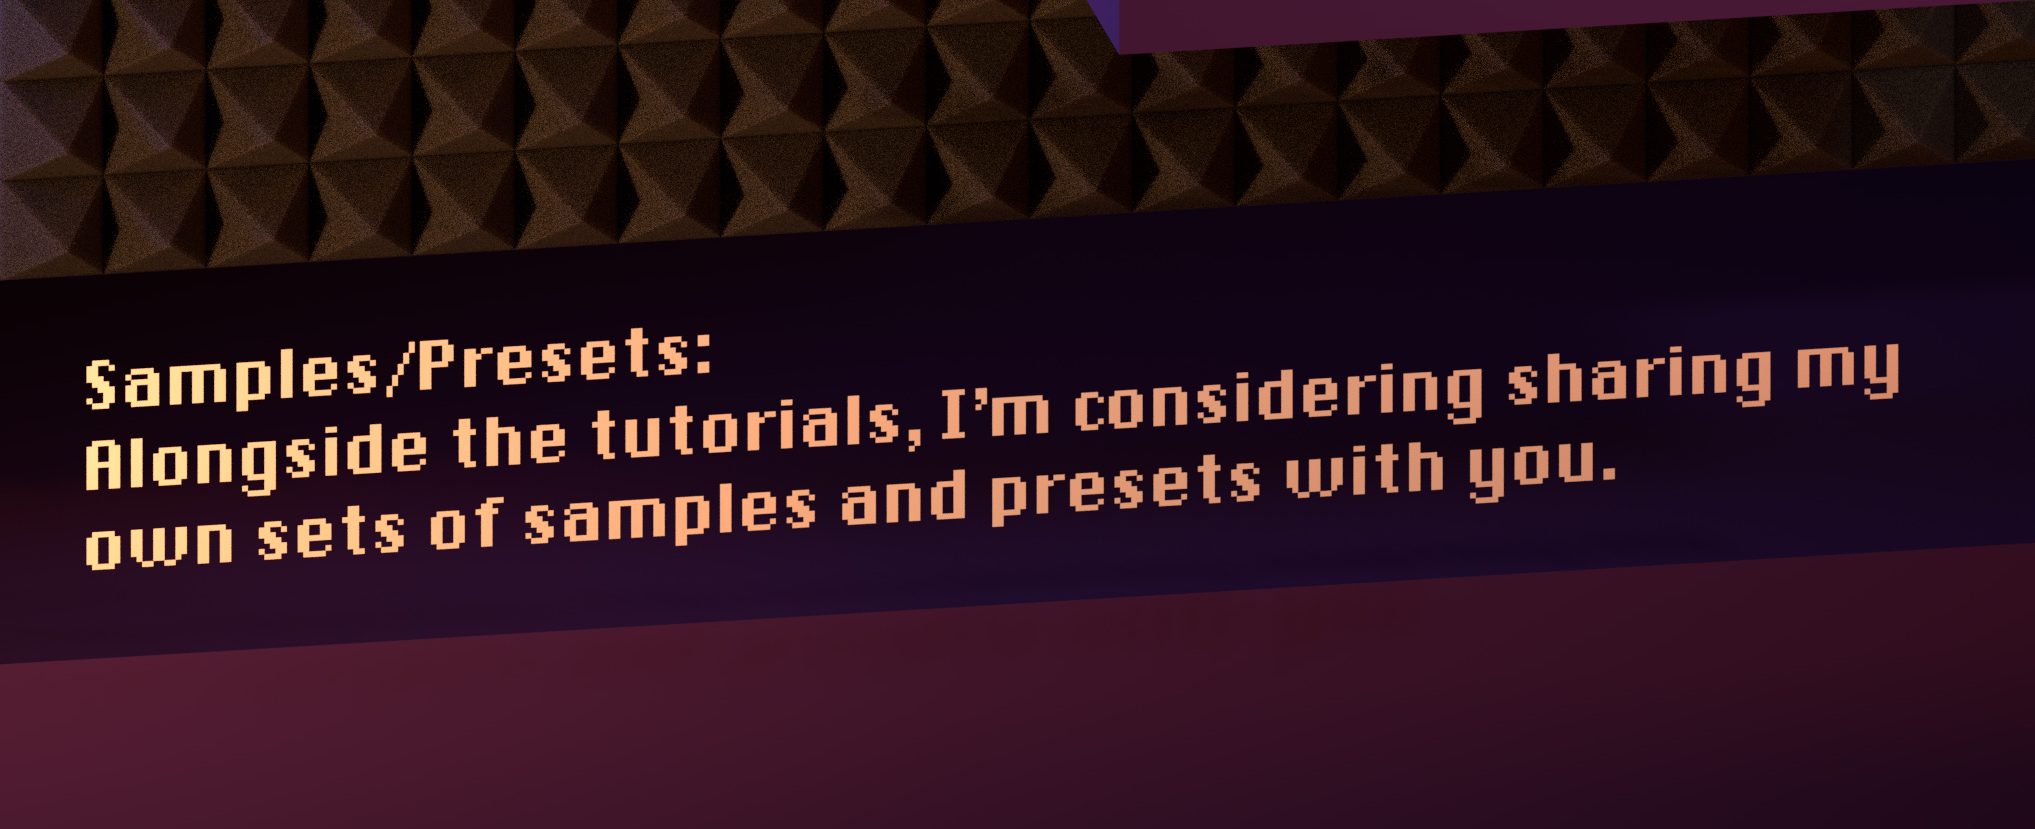 Samples/Presets:
Alongside the tutorials, I'm considering sharing my
own sets of samples and presets with you.